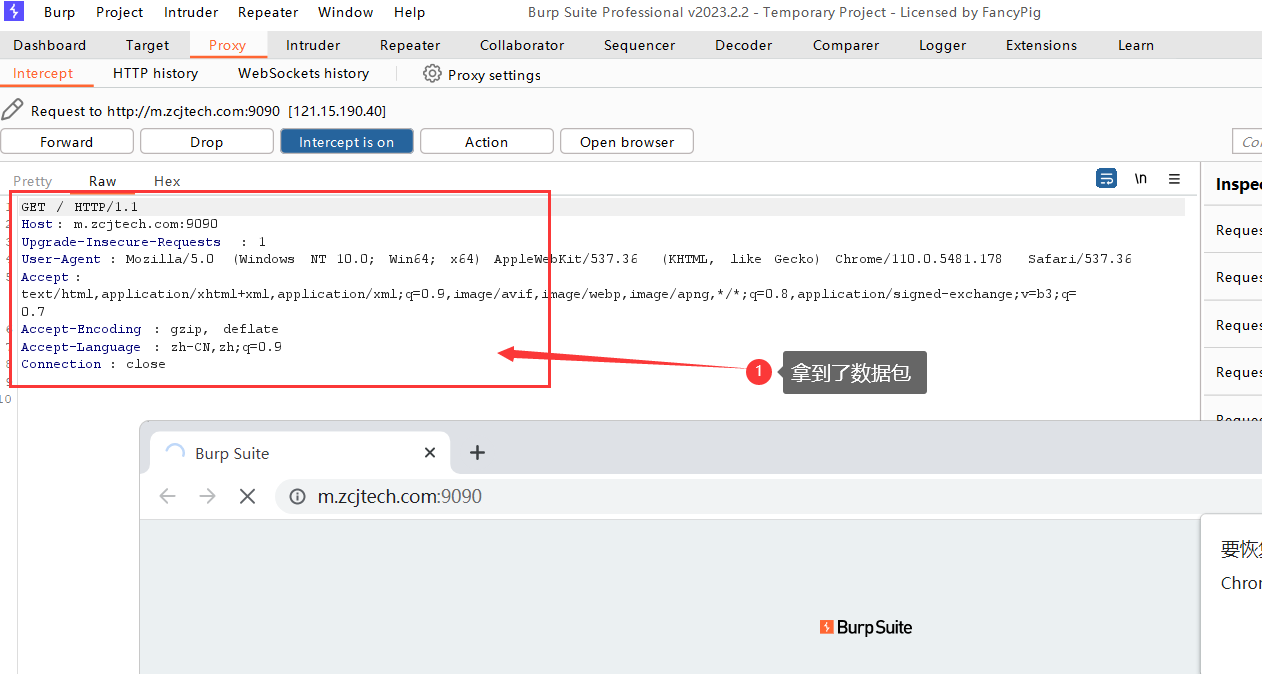 Burp Project Intruder Repeater Window Help Burp Suite Professional v2023.2.2 - Temporary Project - Licensed by FancyPig
Dashboard Target Proxy Intruder Repeater Collaborator Sequencer Decoder Comparer Logger Extensions Learn
Intercept HTTP history WebSockets history Proxy settings
Request to http://m.zcjtech.com:9090 [121.15.190.40]
Forward Drop Intercept is on Action Open browser
Pretty Raw Hex \n
1 GET / HTTP/1.1
2 Host: m.zcjtech.com:9090
3 Upgrade-Insecure-Requests : 1
4 User-Agent : Mozilla/5.0 (Windows NT 10.0; Win64; x64) AppleWebKit/537.36 (KHTML, like Gecko) Chrome/110.0.5481.178 Safari/537.36
5 Accept :
text/html,application/xhtml+xml,application/xml;q=0.9,image/avif,image/webp,image/apng,*/*;q=0.8,application/signed-exchange;v=b3;q=
0.7
6 Accept-Encoding : gzip, deflate
7 Accept-Language : zh-CN,zh;q=0.9
8 Connection : close
9
10
1 拿到了数据包
Inspe
Reques
Reques
Reques
Reques
Burp Suite
m.zcjtech.com:9090
Burp Suite
要恢
Chro